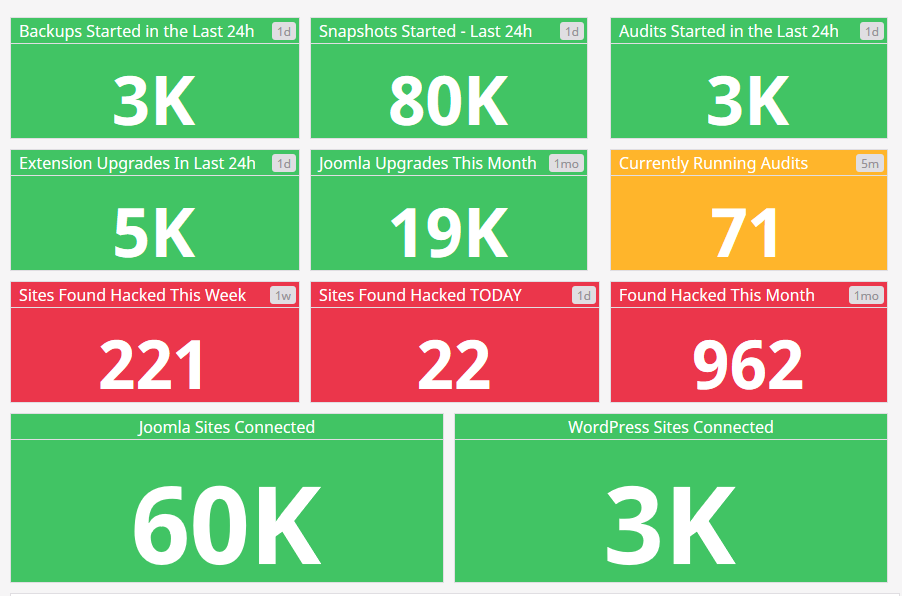 Backups Started in the Last 24h 1d
3K
Snapshots Started - Last 24h 1d
80K
Audits Started in the Last 24h 1d
3K
Extension Upgrades In Last 24h 1d
5K
Joomla Upgrades This Month 1mo
19K
Currently Running Audits 5m
71
Sites Found Hacked This Week 1w
221
Sites Found Hacked TODAY 1d
22
Found Hacked This Month 1mo
962
Joomla Sites Connected
60K
WordPress Sites Connected
3K